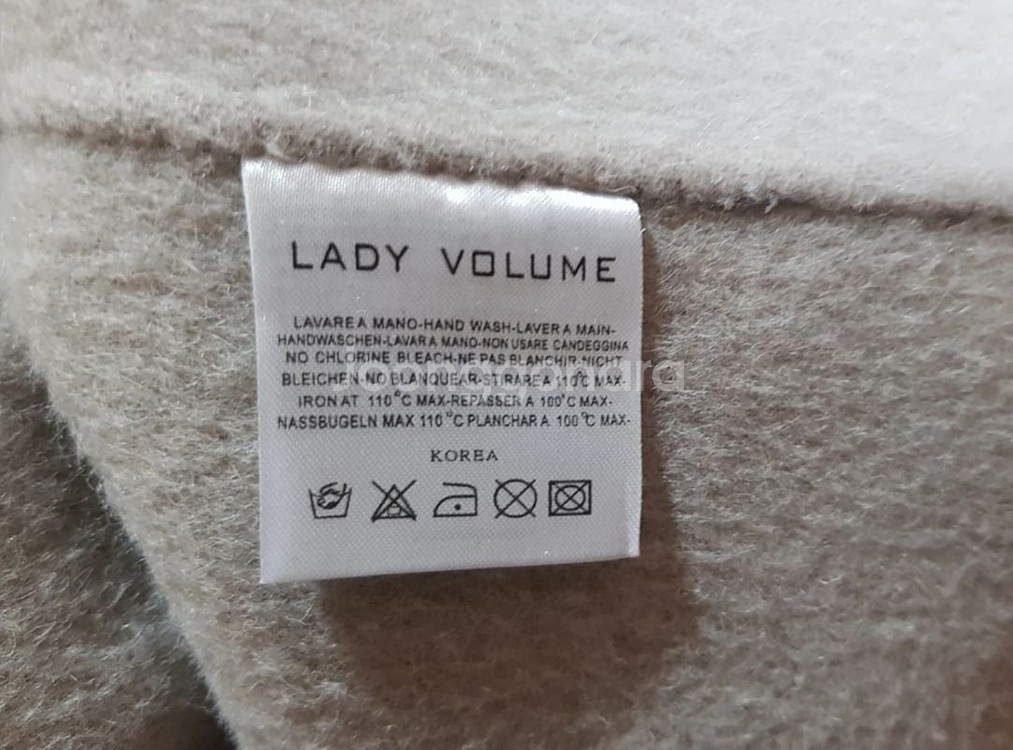 LADY VOLUME
LAVARE A MANO-HAND WASH-LAVER A MAIN-
HANDWASCHEN-LAVAR A MANO-NON USARE CANDEGGINA
NO CHLORINE BLEACH-NE PAS BLANCHIR-NICHT
BLEICHEN-NO BLANQUEAR-STIRARE A 110°C MAX-
IRON AT 110°C MAX-REPASSER A 100°C MAX-
NASSBUGELN MAX 110°C PLANCHAR A 100°C MAX-
KOREA